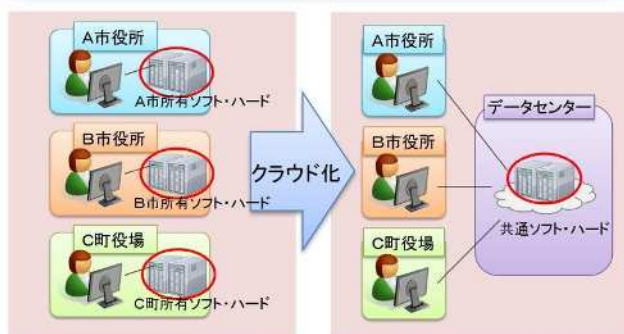 A市役所
A市所有ソフト・ハード
B市役所
B市所有ソフト・ハード
C町役場
C町所有ソフト・ハード
クラウド化
A市役所
B市役所
C町役場
データセンター
共通ソフト・ハード